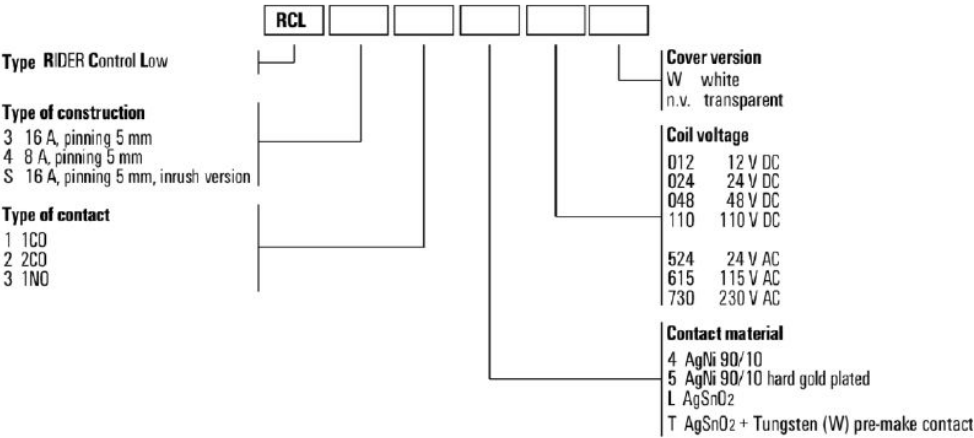 RCL
Type RIDER Control Low
Type of construction
3 16 A, pinning 5 mm
4 8 A, pinning 5 mm
S 16 A, pinning 5 mm, inrush version
Type of contact
1 1CO
2 2CO
3 1NO
Cover version
W white
n.v. transparent
Coil voltage
012 12 V DC
024 24 V DC
048 48 V DC
110 110 V DC
524 24 V AC
615 115 V AC
730 230 V AC
Contact material
4 AgNi 90/10
5 AgNi 90/10 hard gold plated
L AgSnO2
T AgSnO2 + Tungsten (W) pre-make contact